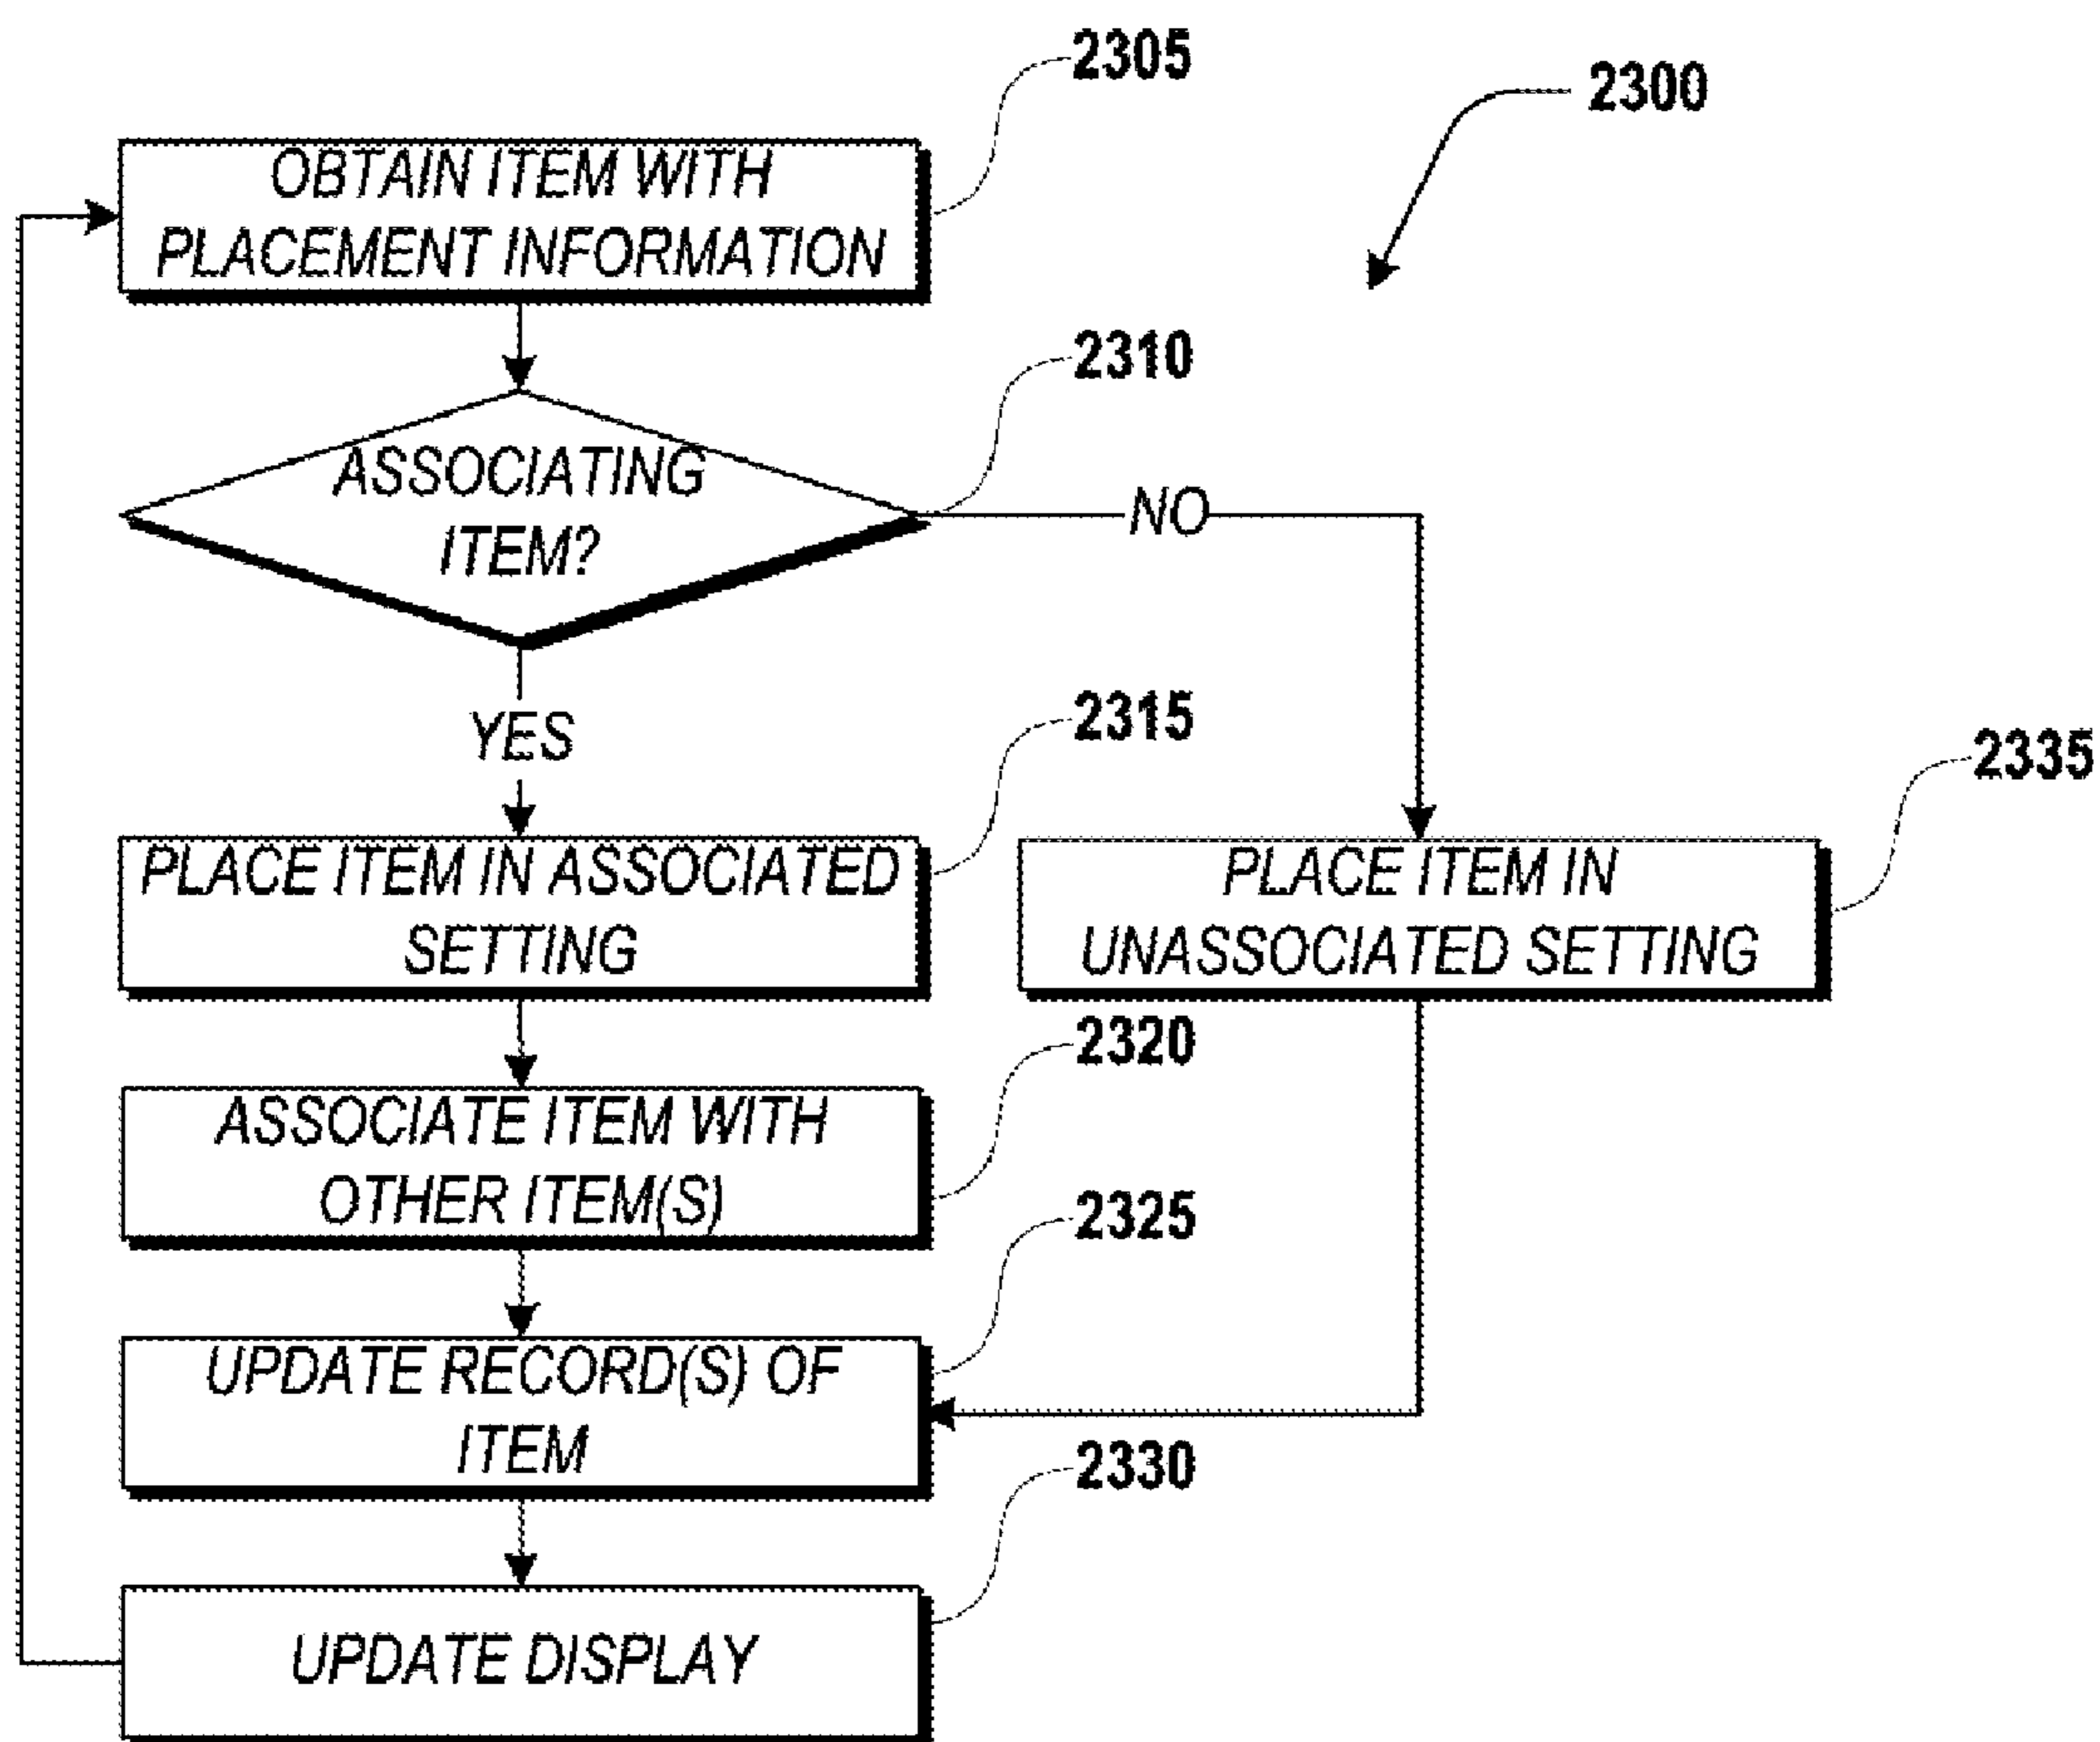 2305
2300
OBTAIN ITEM WITH
PLACEMENT INFORMATION
2310
ASSOCIATING
ITEM?
NO
YES
2315
2335
PLACE ITEM IN ASSOCIATED
SETTING
PLACE ITEM IN
UNASSOCIATED SETTING
2320
ASSOCIATE ITEM WITH
OTHER ITEM(S)
2325
UPDATE RECORD(S) OF
ITEM
2330
UPDATE DISPLAY